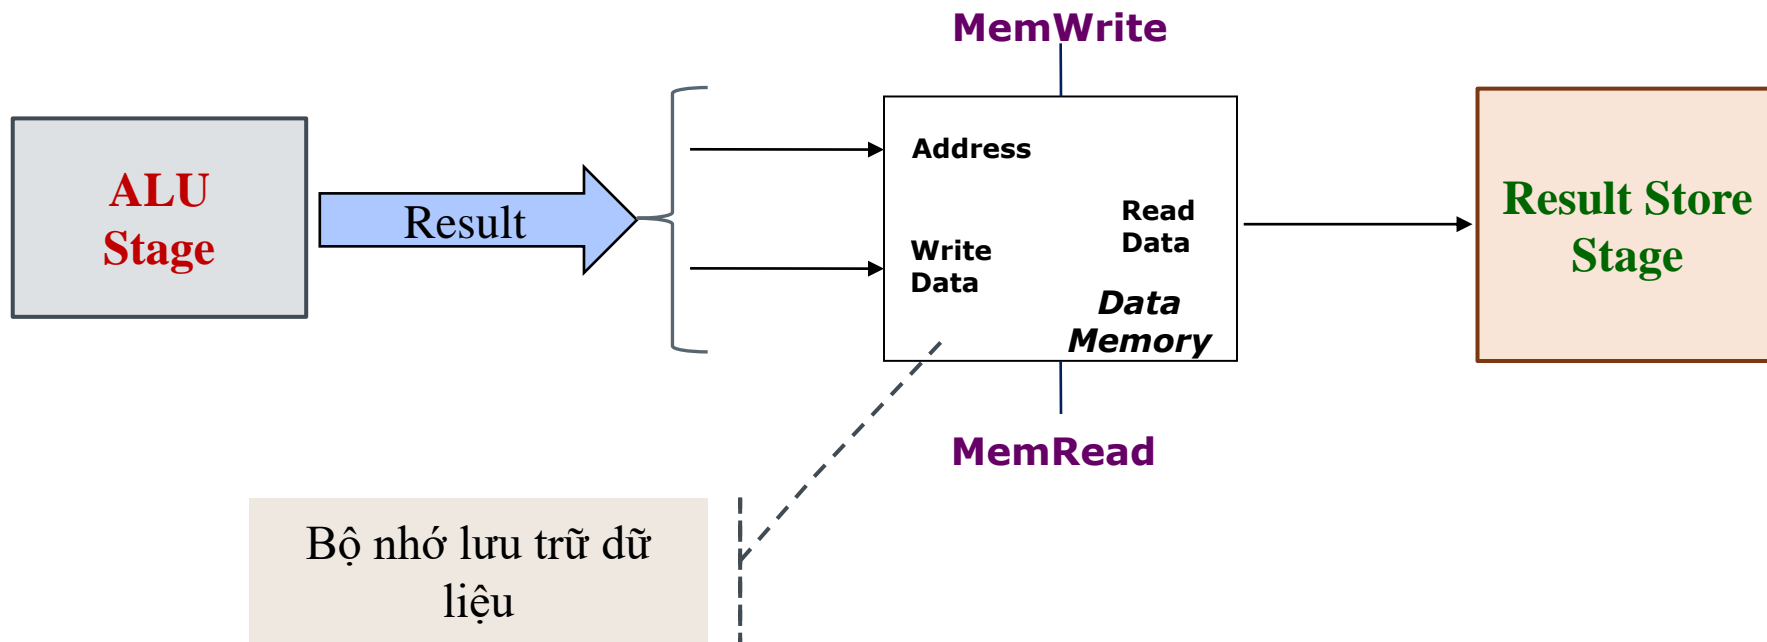 MemWrite
ALU
Stage
Result
Address
Write
Data
Read
Data
Data
Memory
Result Store
Stage
MemRead
Bộ nhớ lưu trữ dữ
liệu